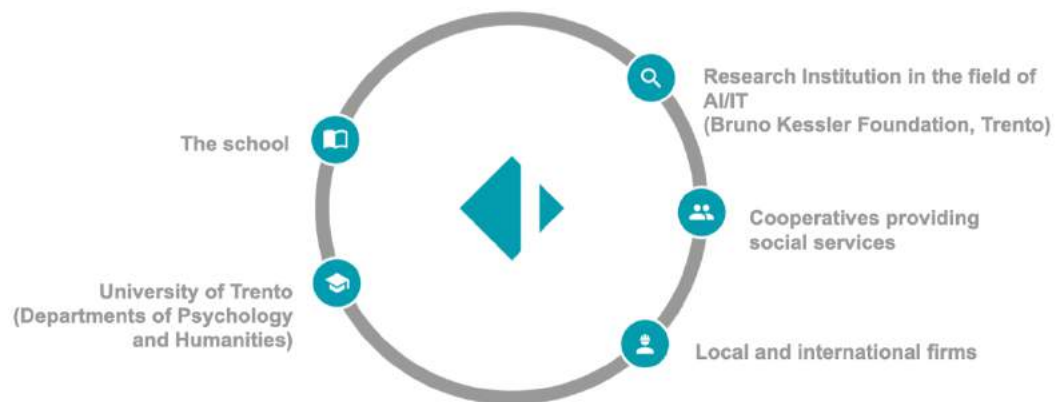 Research Institution in the field of
AI/IT
(Bruno Kessler Foundation, Trento)
The school
Cooperatives providing
social services
University of Trento
(Departments of Psychology
and Humanities)
Local and international firms